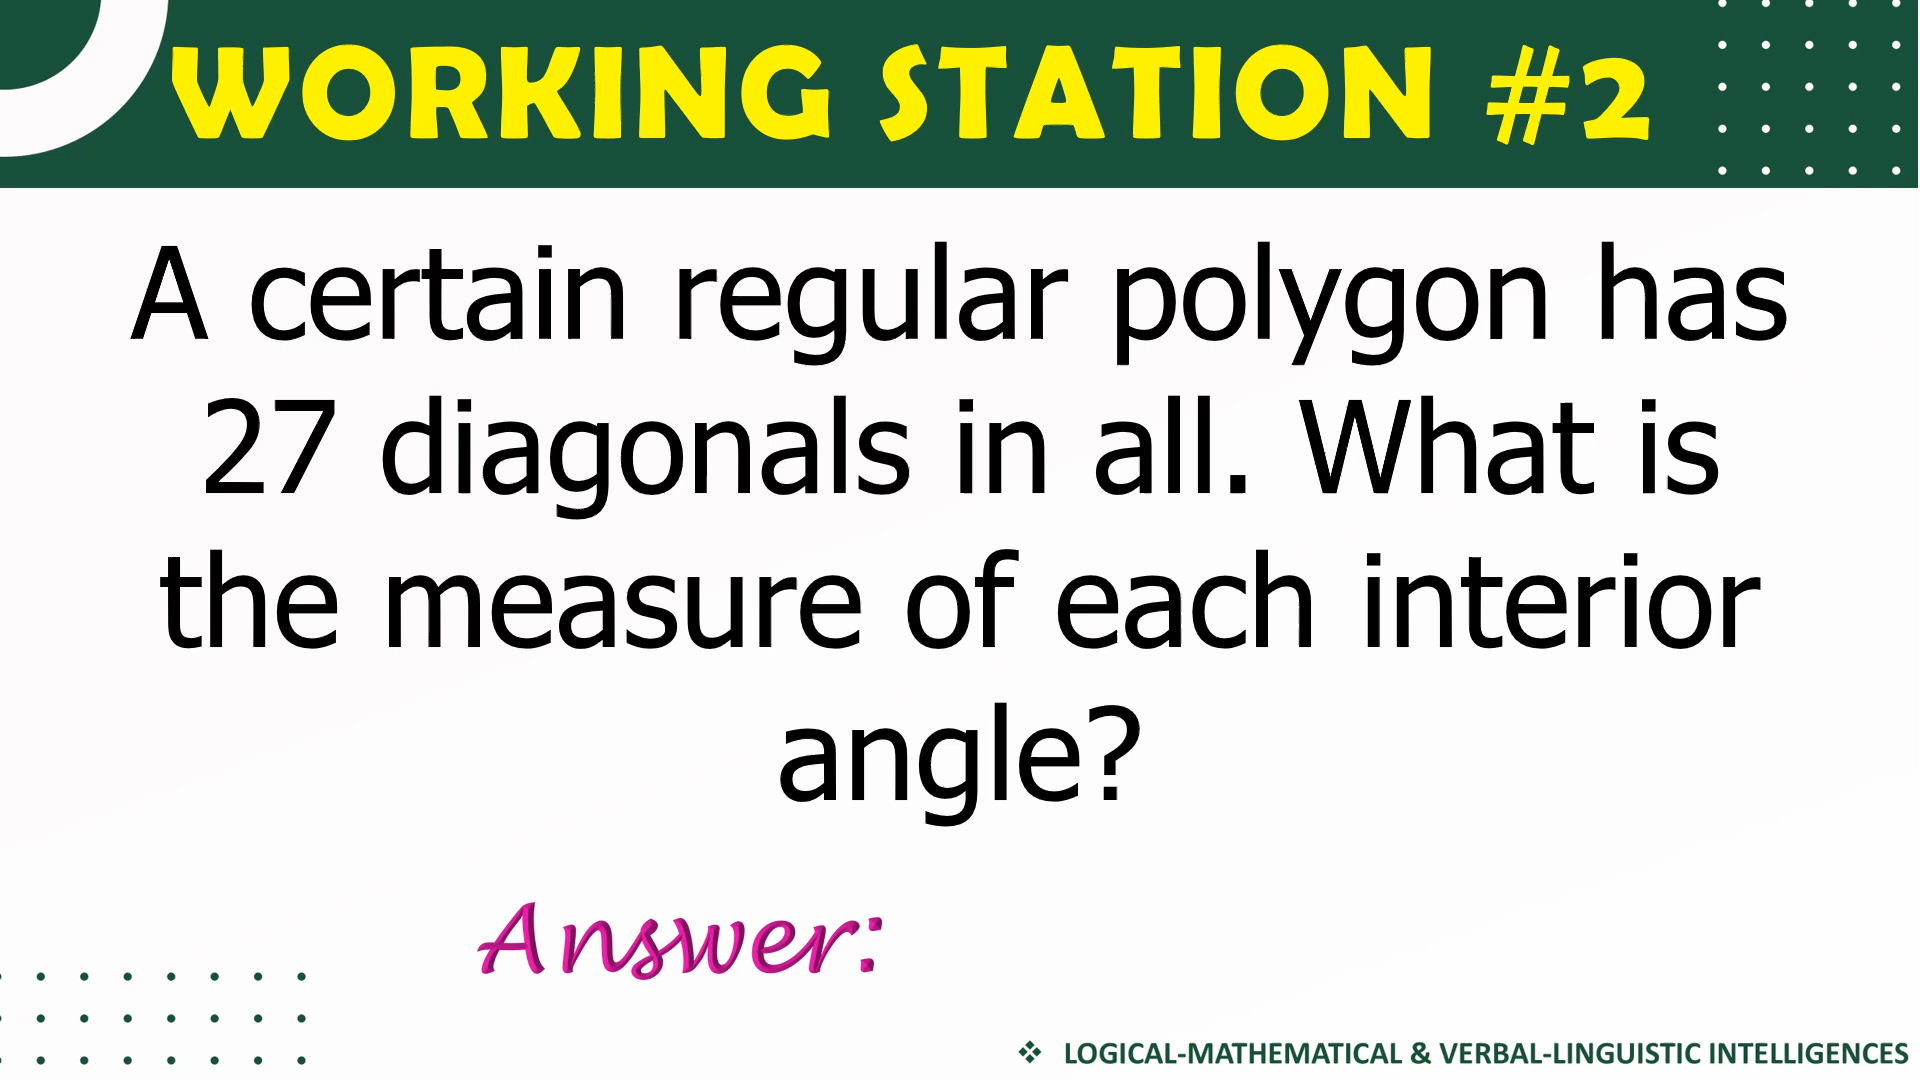 WORKING STATION #2
A certain regular polygon has
27 diagonals in all. What is
the measure of each interior
angle?
Answer:
❖ LOGICAL-MATHEMATICAL & VERBAL-LINGUISTIC INTELLIGENCES